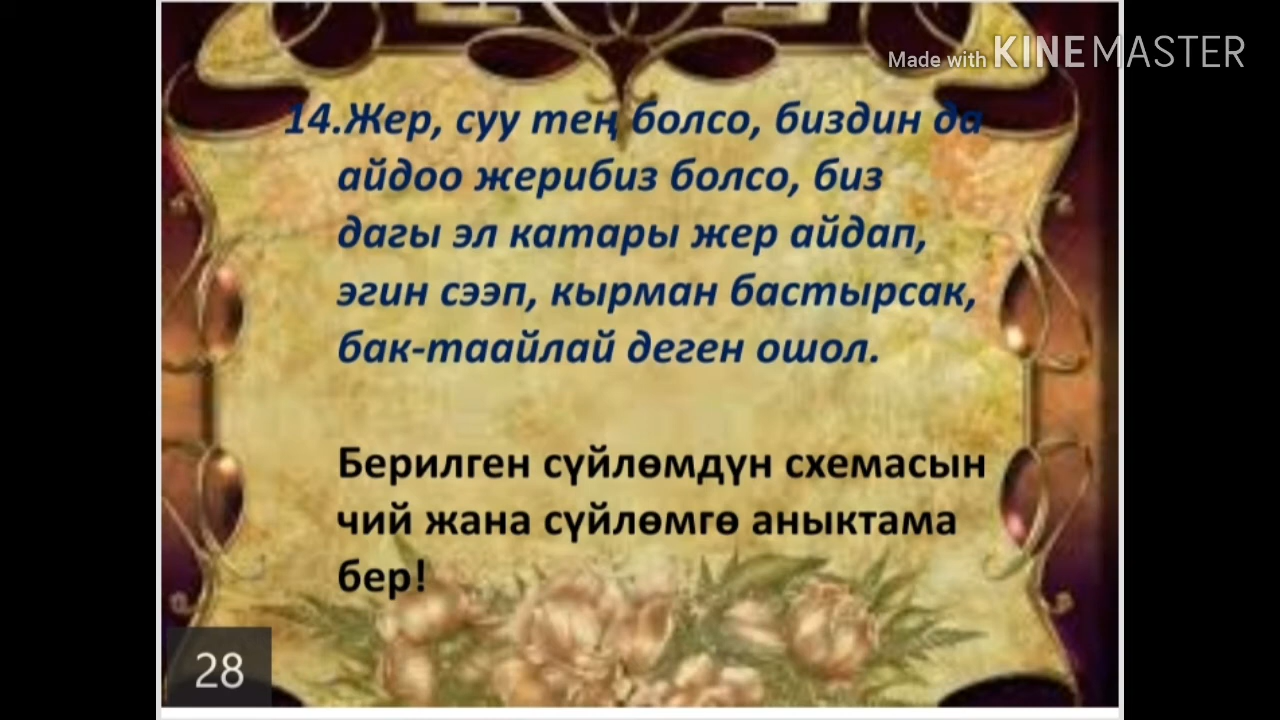 Made with KINEMASTER
14.Жер, суу тең болсо, биздин да
айдоо жерибиз болсо, биз
дагы эл катары жер айдап,
эгин сээп, кырман бастырсак,
бак-таайлай деген ошол.
Берилген сүйлөмдүн схемасын
чий жана сүйлөмгө аныктама
бер!
28